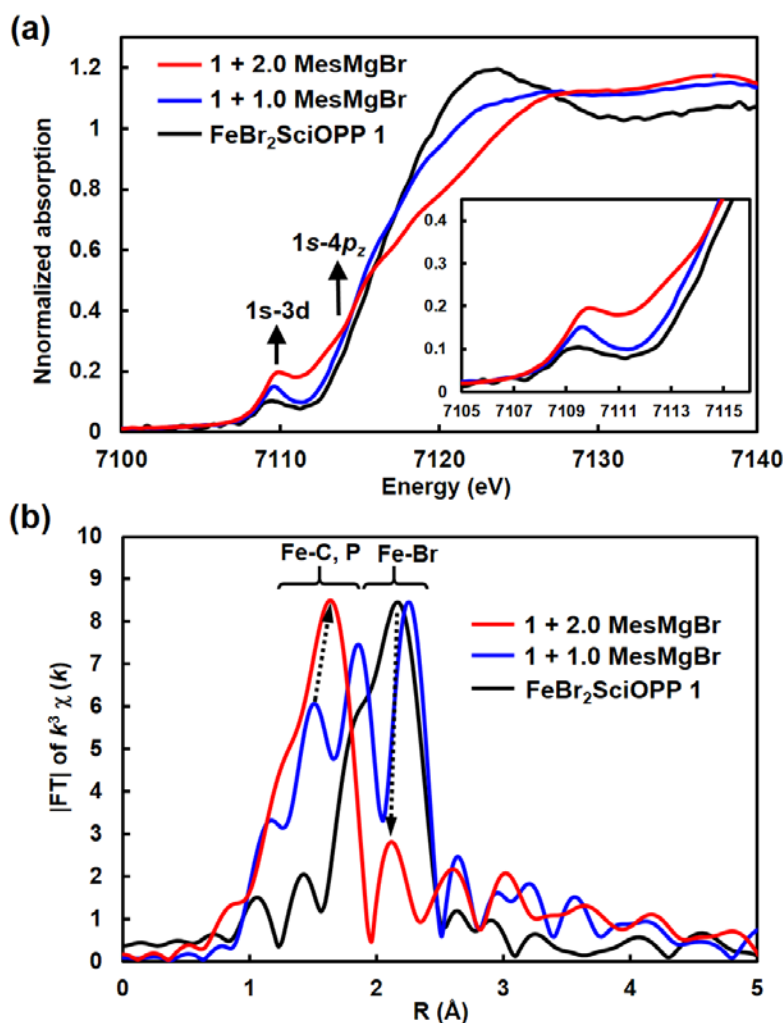 (a)
1 + 2.0 MesMgBr
1 + 1.0 MesMgBr
FeBr₂SciOPP 1
1s-4p_z
1s-3d
Nnormalized absorption
1.2
1
0.8
0.6
0.4
0.2
0
7100
7110
7120
7130
7140
Energy (eV)
0.4
0.3
0.2
0.1
0
7105
7107
7109
7111
7113
7115
(b)
Fe-C, P
Fe-Br
1 + 2.0 MesMgBr
1 + 1.0 MesMgBr
FeBr₂SciOPP 1
|FT| of k³ χ (k)
10
9
8
7
6
5
4
3
2
1
0
0
1
2
3
4
5
R (Å)